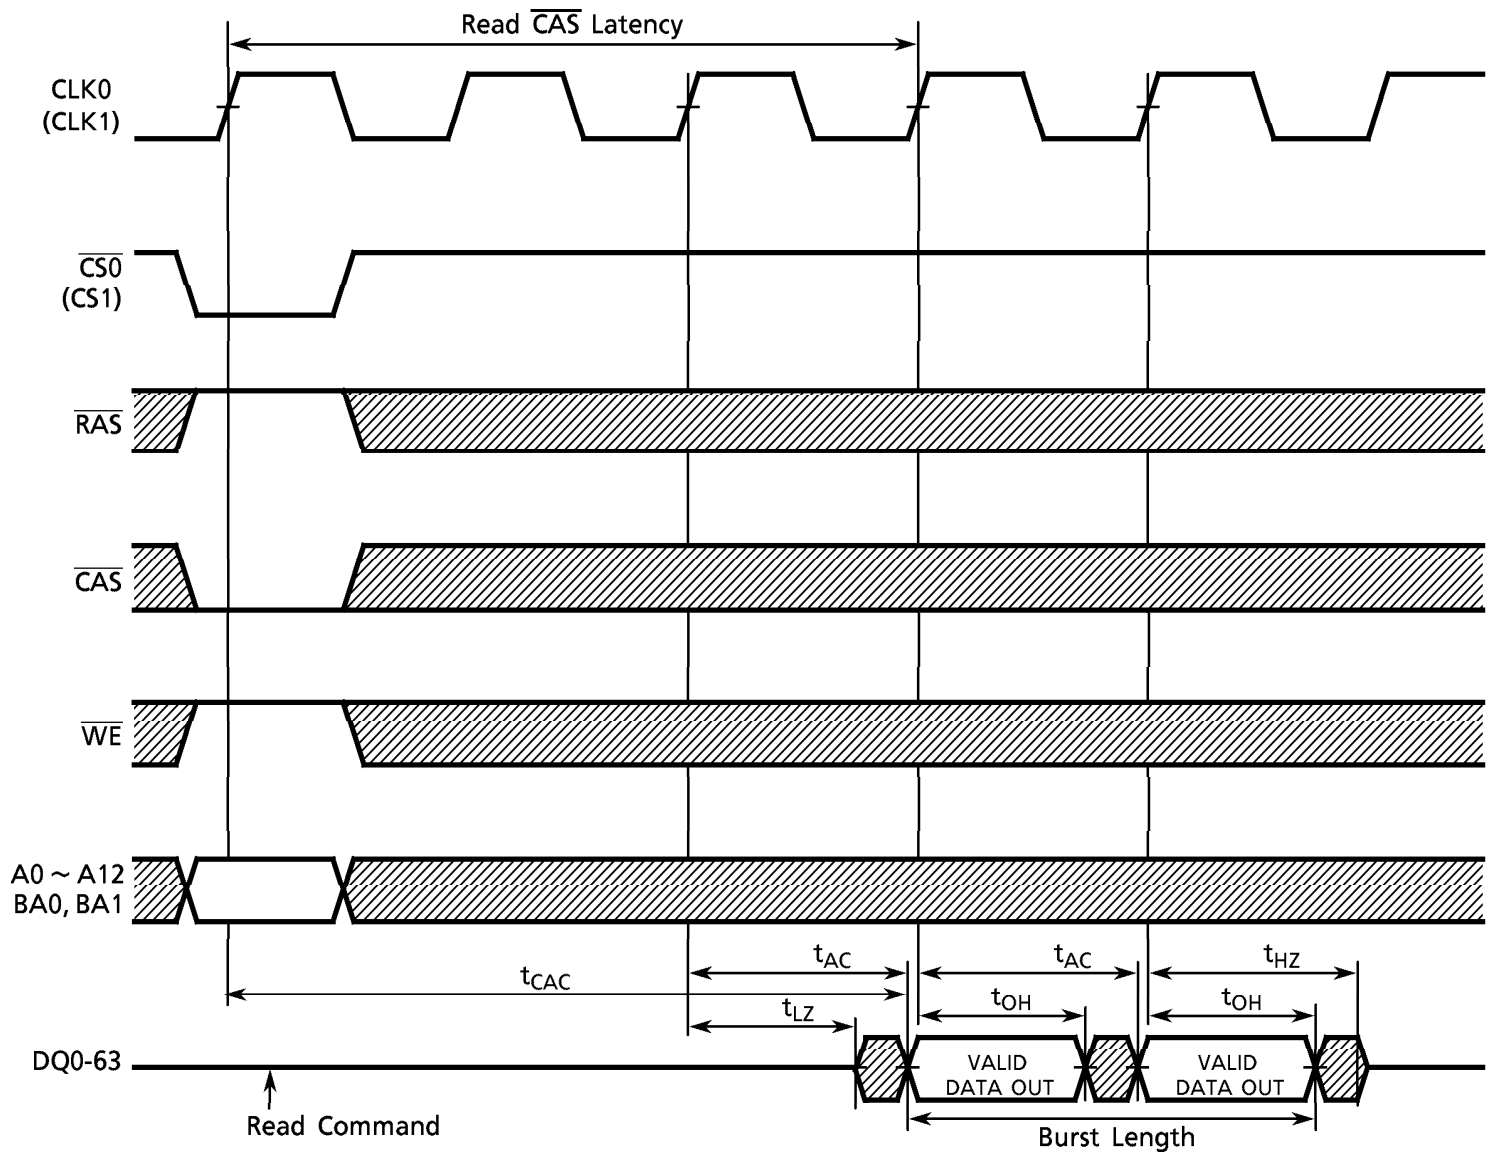 Read CAS Latency
CLK0
(CLK1)
CS0
(CS1)
RAS
CAS
WE
A0 ~ A12
BA0, BA1
tAC
tAC
tHZ
tCAC
tLZ
tOH
tOH
DQ0-63
VALID
DATA OUT
VALID
DATA OUT
Read Command
Burst Length